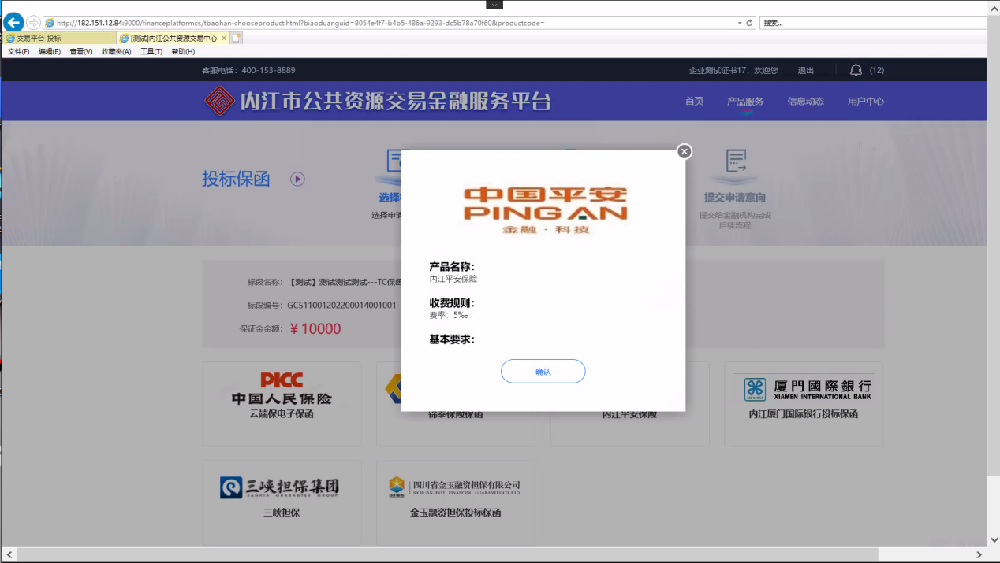 http://182.151.12.84:9000/financeplatformcs/tbaohan-chooseproduct.html?biaoduanguid=8054e4f7-b4b5-486a-9293-dc5b78a70f60&productcode=
搜索...
交易平台-投标
[测试]内江公共资源交易中心
文件(F) 编辑(E) 查看(V) 收藏夹(A) 工具(T) 帮助(H)
客服电话：400-153-8889
企业测试证书17，欢迎您 退出 (12)
内江市公共资源交易金融服务平台
首页 产品服务 信息动态 用户中心
投标保函
选择
提交申请意向
选择申请
提交给金融机构完成
后续流程
中国平安
PING AN
金融·科技
产品名称：
内江平安保险
收费规则：
费率：5‰
基本要求：
确认
标段名称：【测试】测试测试测试---TC保函
标段编号：GC511001202200014001001
保证金金额：￥10000
PICC
中国人民保险
云端保电子保函
锦泰保险保函
内江平安保险
厦門國際銀行
XIAMEN INTERNATIONAL BANK
内江厦门国际银行投标保函
三峡担保集团
SANXIA GUARANTEE GROUP
三峡担保
四川省金玉融资担保有限公司
SICHUAN JINYU FINANCING GUARANTEE CO.,LTD
金玉融资担保投标保函